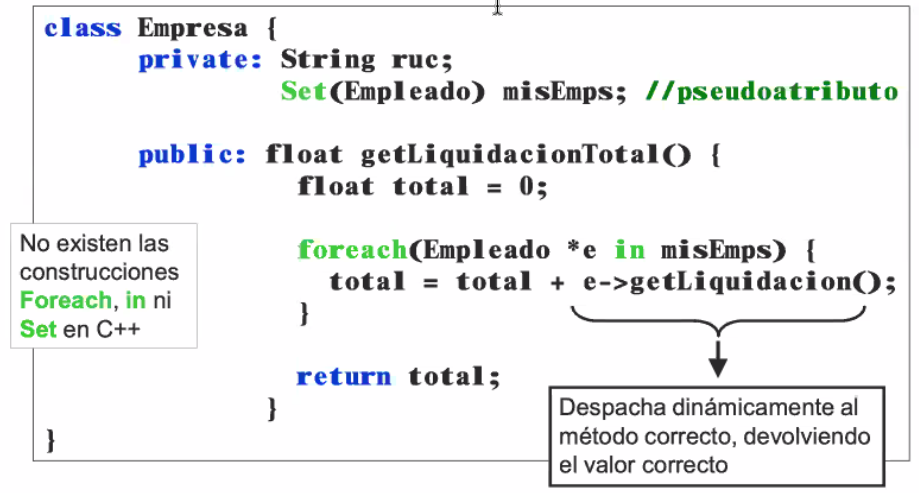 class Empresa {
private: String ruc;
Set(Empleado) misEmps; //pseudoatributo
public: float getLiquidacionTotal() {
float total = 0;
foreach(Empleado *e in misEmps) {
total = total + e->getLiquidacion();
}
return total;
}
}
No existen las
construcciones
Foreach, in ni
Set en C++
Despacha dinámicamente al
método correcto, devolviendo
el valor correcto